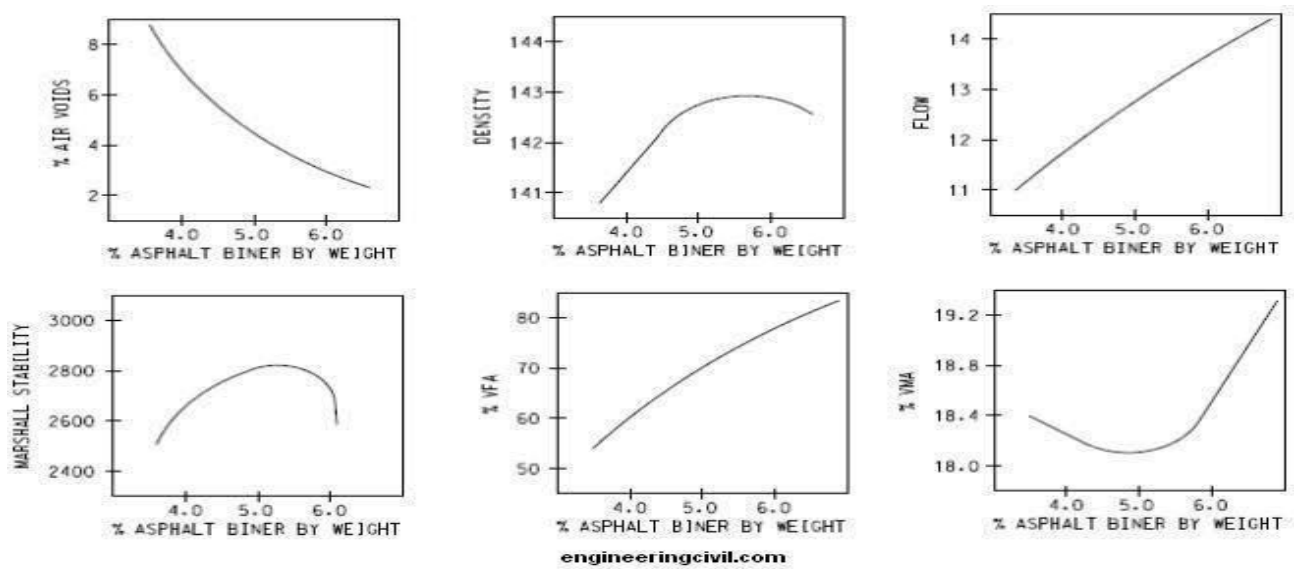 8
6
4
2
% AIR VOIDS
4.0 5.0 6.0
% ASPHALT BINER BY WEIGHT
144
143
142
141
DENSITY
4.0 5.0 6.0
% ASPHALT BINER BY WEIGHT
14
13
12
11
FLOW
4.0 5.0 6.0
% ASPHALT BINER BY WEIGHT
3000
2800
2600
2400
MARSHALL STABILITY
4.0 5.0 6.0
% ASPHALT BINER BY WEIGHT
80
70
60
50
% VFA
4.0 5.0 6.0
% ASPHALT BINER BY WEIGHT
19.2
18.8
18.4
18.0
% VMA
4.0 5.0 6.0
% ASPHALT BINER BY WEIGHT
engineeringcivil.com